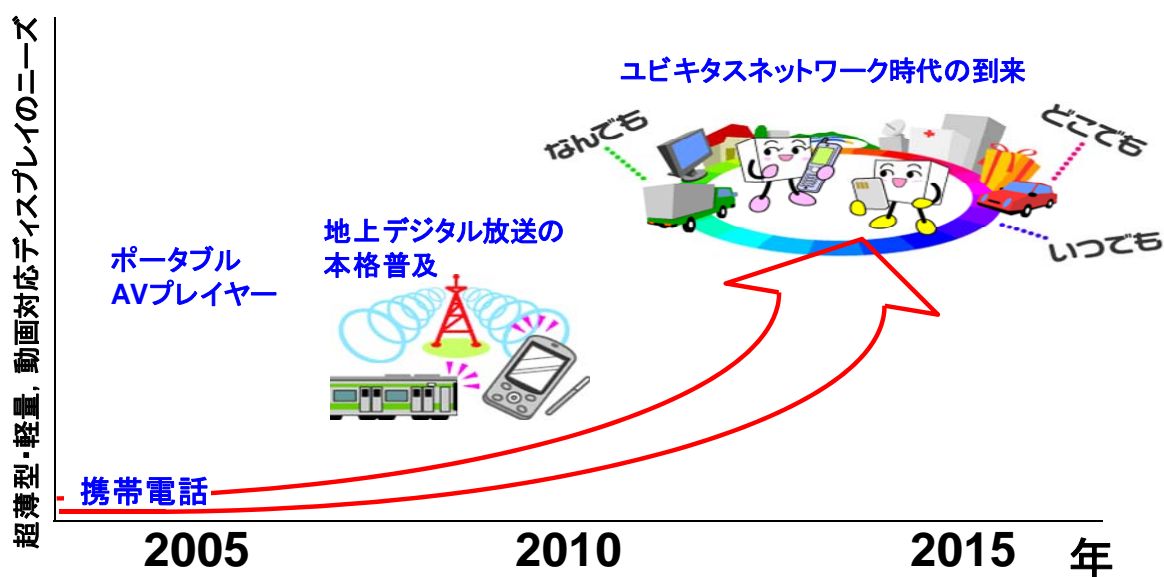 超薄型・軽量，動画対応ディスプレイのニーズ
ユビキタスネットワーク時代の到来
なんでも
どこでも
いつでも
地上デジタル放送の
本格普及
ポータブル
AVプレイヤー
携帯電話
2005
2010
2015
年